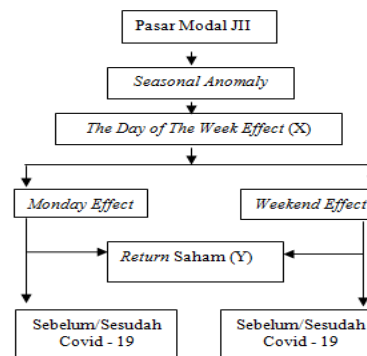 Pasar Modal JII
Seasonal Anomaly
The Day of The Week Effect (X)
Monday Effect
Weekend Effect
Return Saham (Y)
Sebelum/Sesudah
Covid - 19
Sebelum/Sesudah
Covid - 19